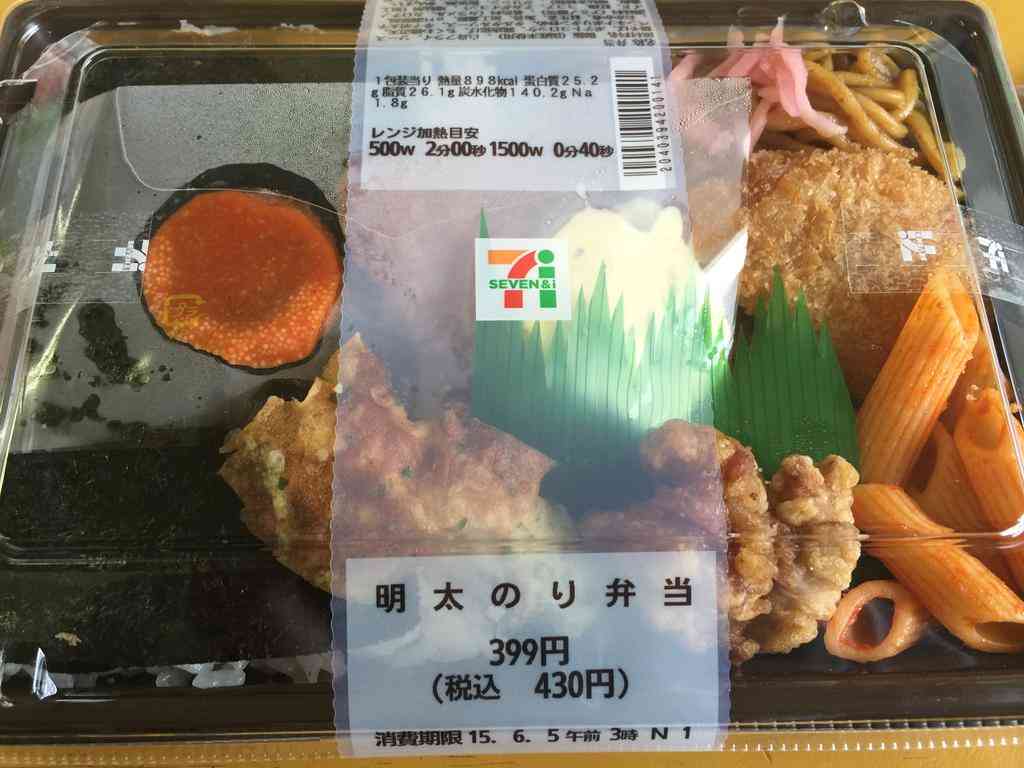 1包装当り 熱量898kcal 蛋白質25.2
g脂質26.1g炭水化物140.2gNa
1.8g
レンジ加熱目安
500w 2分00秒 1500w 0分40秒
2040394200141
SEVEN&i
明太のり弁当
399円
(税込 430円)
消費期限 15. 6. 5 午前 3時 N 1